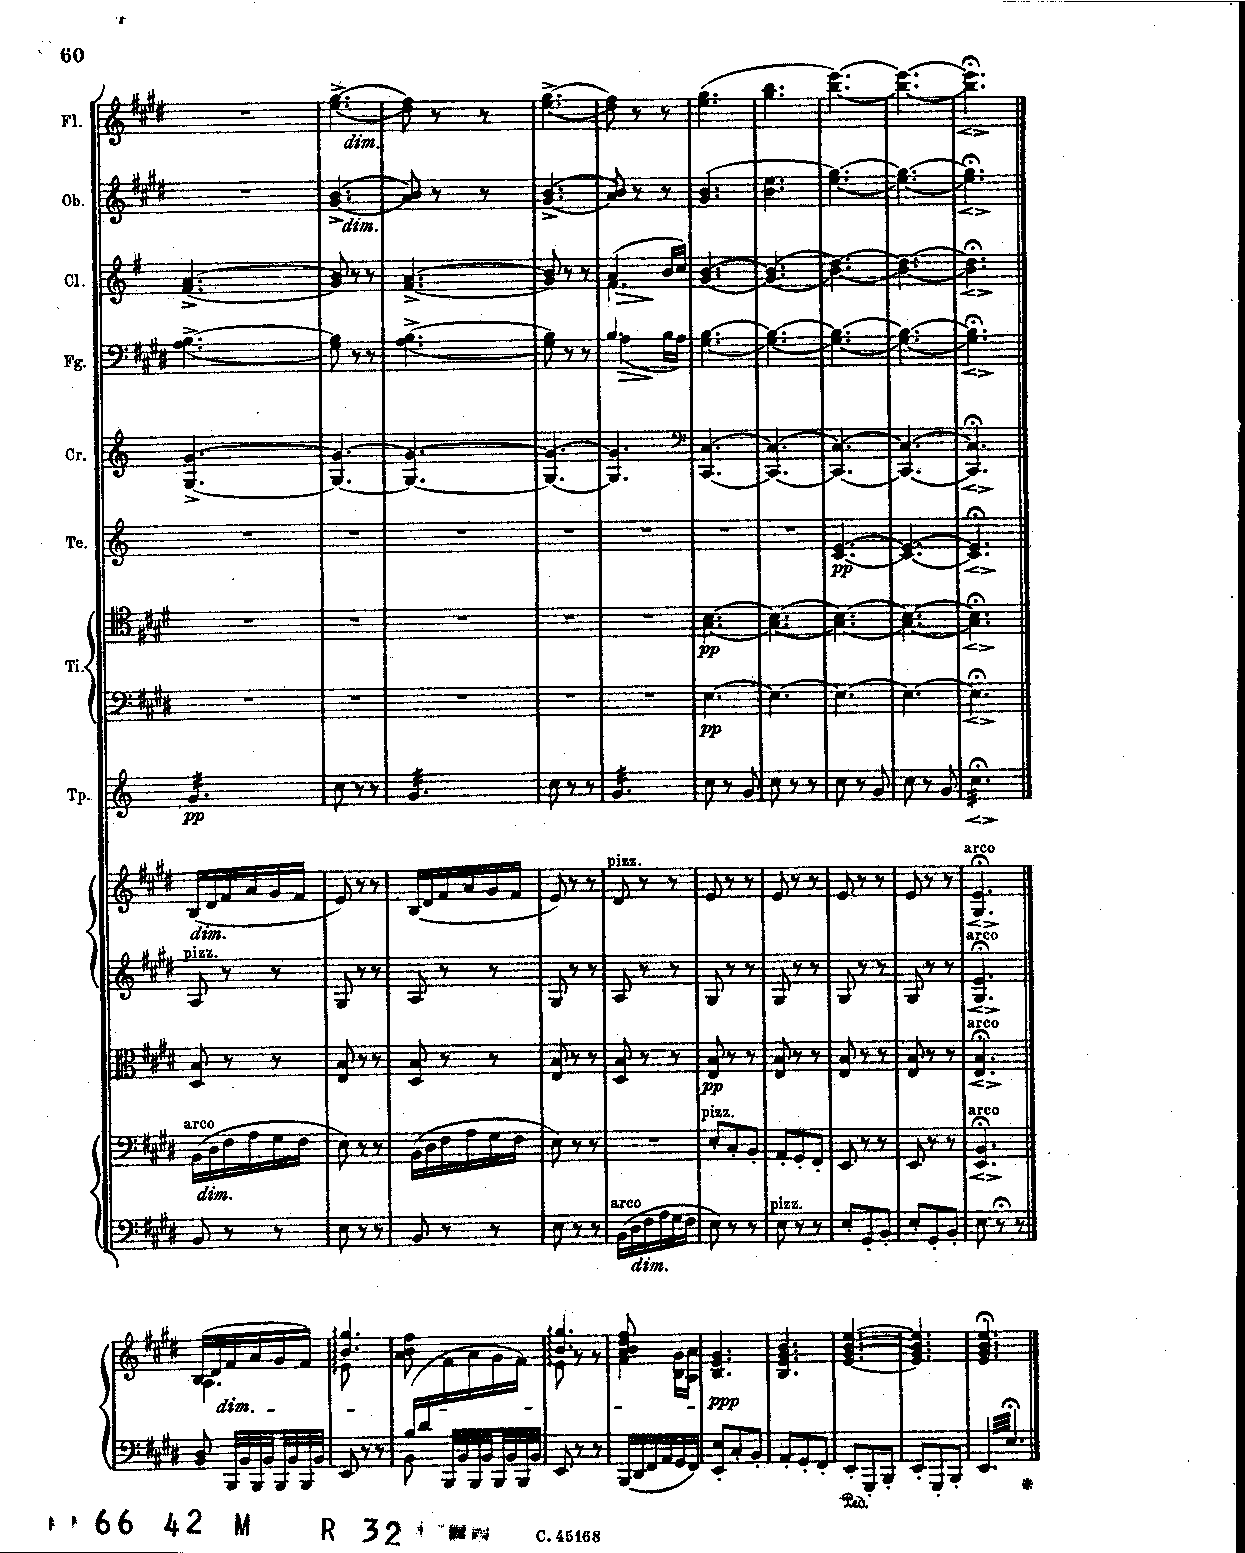 60
Fl.
dim.
Ob.
dim.
Cl.
Fg.
Cr.
Te.
pp
Ti.
pp
pp
Tp.
pp
pizz. arco
dim. arco
pizz.
arco
pp
arco pizz. arco
dim.
arco pizz.
dim.
dim. ppp
Ped. *
66 42 M R 32 C. 45168